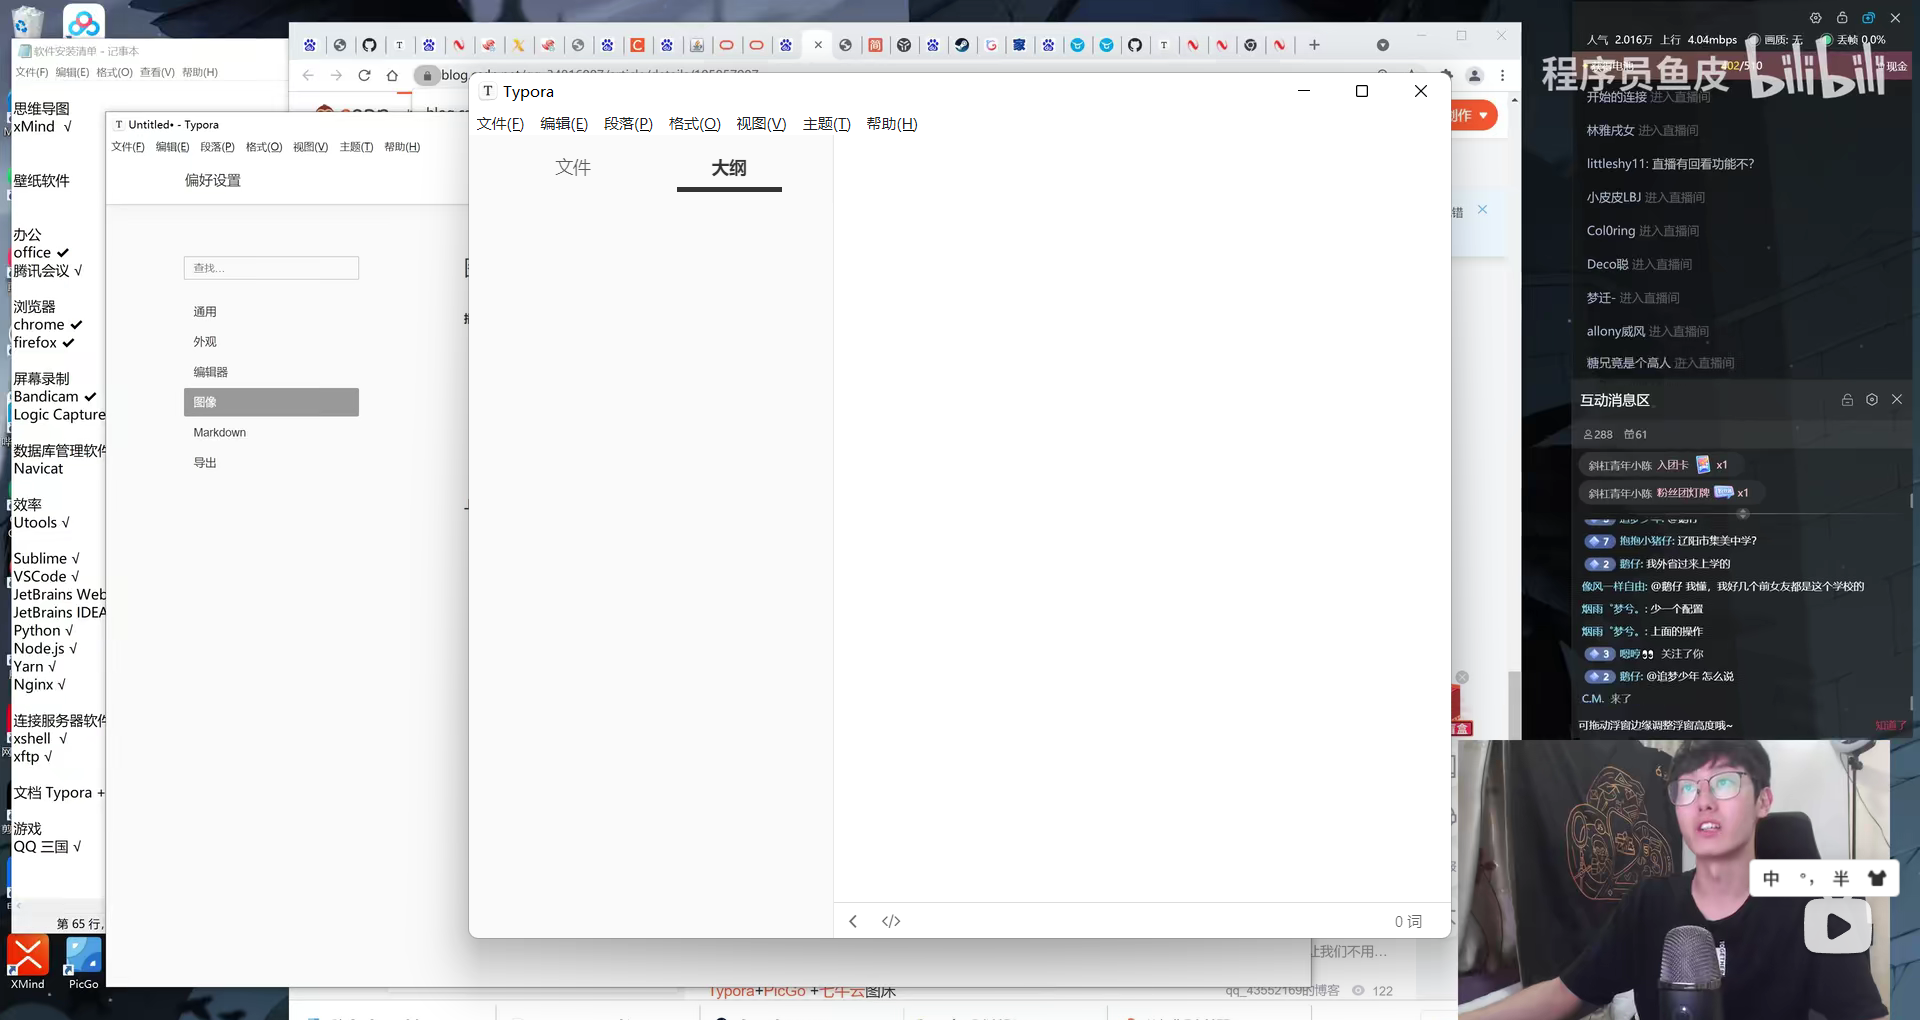 软件安装清单 - 记事本
文件(F) 编辑(E) 格式(O) 查看(V) 帮助(H)
思维导图
xMind √
壁纸软件
办公
office ✔
腾讯会议 √
浏览器
chrome ✔
firefox ✔
屏幕录制
Bandicam ✔
Logic Capture
数据库管理软件
Navicat
效率
Utools √
Sublime √
VSCode √
JetBrains Web
JetBrains IDEA
Python √
Node.js √
Yarn √
Nginx √
连接服务器软件
xshell √
xftp √
文档 Typora +
游戏
QQ 三国 √
第 65 行,
XMind
PicGo
Untitled• - Typora
文件(F) 编辑(E) 段落(P) 格式(O) 视图(V) 主题(T) 帮助(H)
偏好设置
查找...
通用
外观
编辑器
图像
Markdown
导出
Typora
文件(F) 编辑(E) 段落(P) 格式(O) 视图(V) 主题(T) 帮助(H)
文件 大纲
0 词
Typora+PicGo +七牛云图床
让我们不用...
qq_43552169的博客 122
人气 2.016万 上行 4.04mbps 画质: 无 丢帧 0.0%
402/510
现金
程序员鱼皮 bilibili
开始的连接 进入直播间
林雅戌女 进入直播间
littleshy11: 直播有回看功能不?
小皮皮LBJ 进入直播间
Col0ring 进入直播间
Deco聪 进入直播间
梦迁- 进入直播间
allony威风 进入直播间
糖兄竟是个高人 进入直播间
互动消息区
288 61
斜杠青年小陈 入团卡 x1
斜杠青年小陈 粉丝团灯牌 x1
7 抱抱小猪仔: 辽阳市集美中学?
2 鹅仔: 我外省过来上学的
像风一样自由: @鹅仔 我懂，我好几个前女友都是这个学校的
烟雨〝梦兮。: 少一个配置
烟雨〝梦兮。: 上面的操作
3 嗯哼👀 关注了你
2 鹅仔: @追梦少年 怎么说
C.M. 来了
可拖动浮窗边缘调整浮窗高度哦~ 知道了
中 °, 半